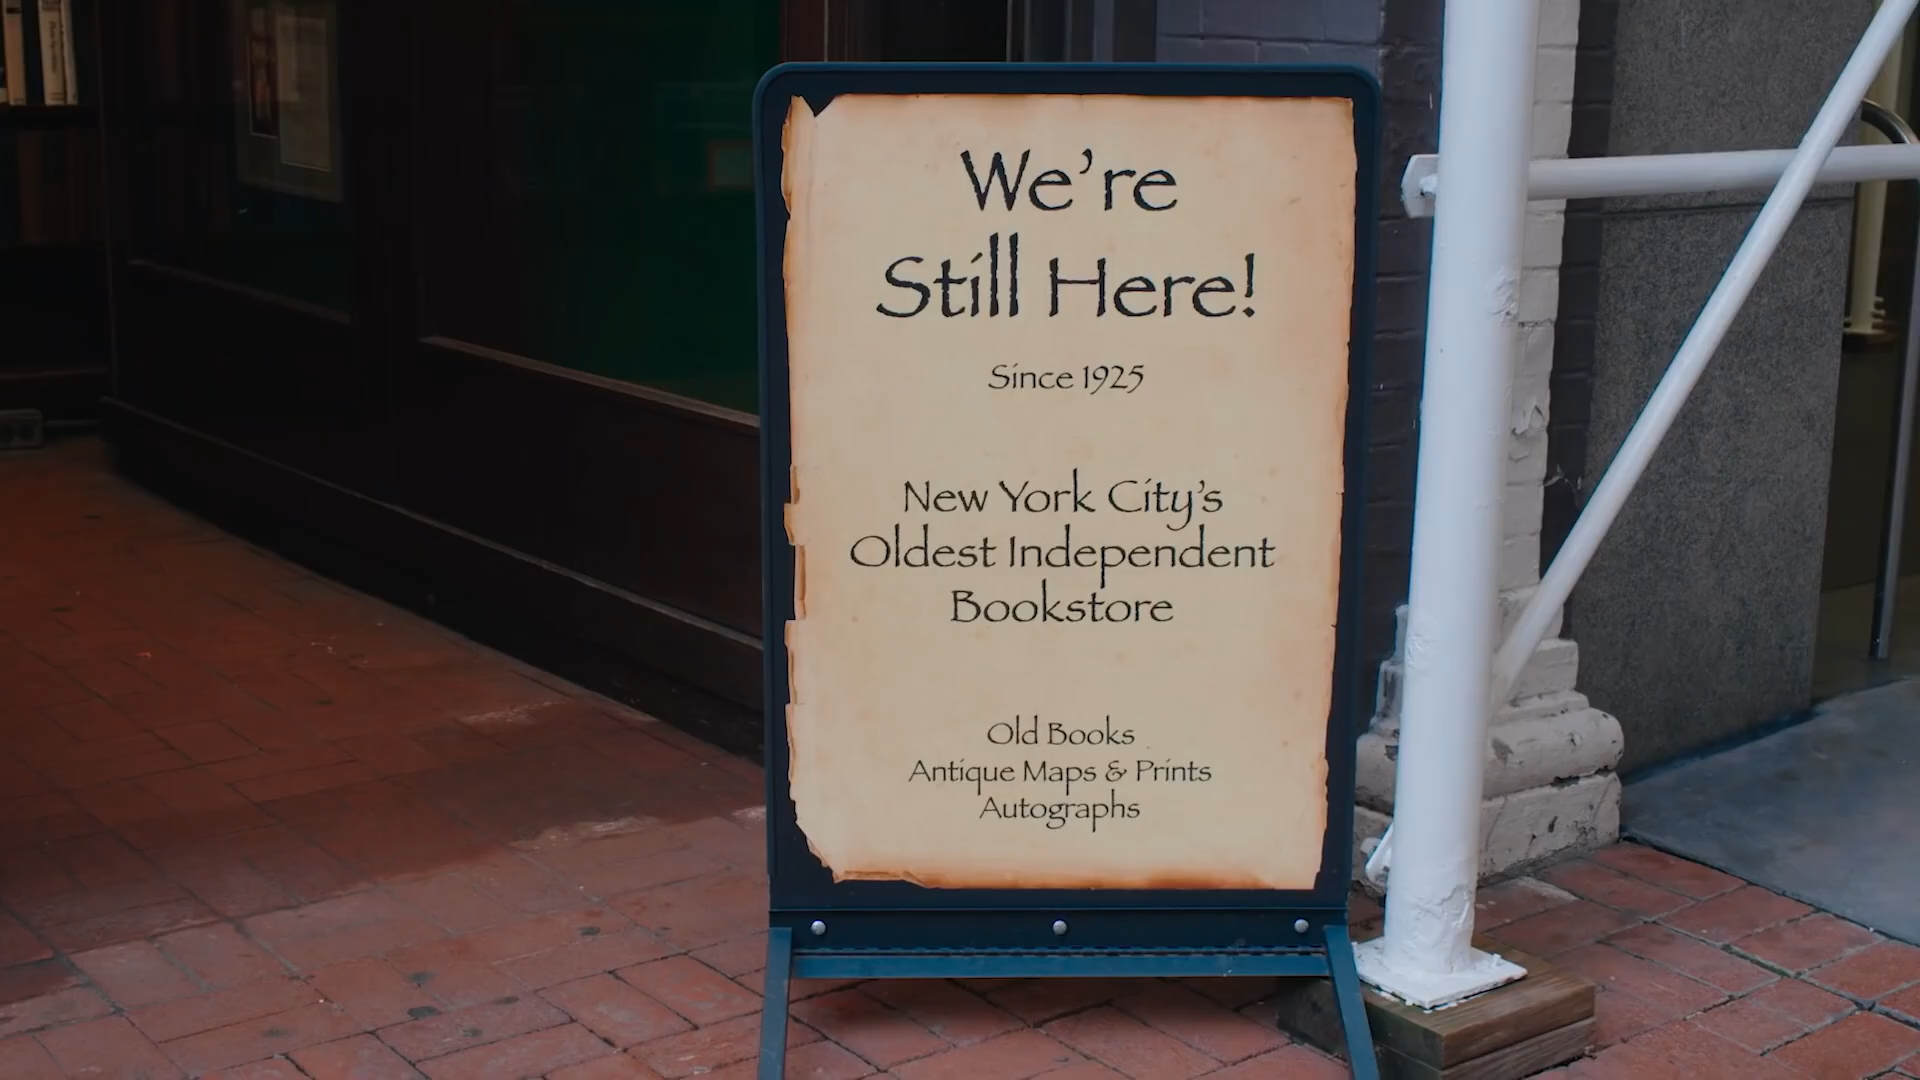 We're
Still Here!
Since 1925
New York City's
Oldest Independent
Bookstore
Old Books
Antique Maps & Prints
Autographs